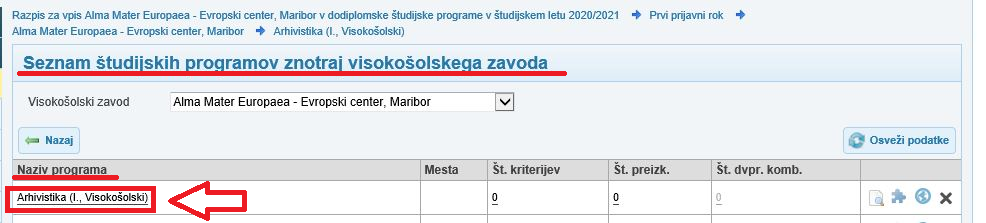 Razpis za vpis Alma Mater Europaea - Evropski center, Maribor v dodiplomske študijske programe v študijskem letu 2020/2021 Prvi prijavni rok
Alma Mater Europaea - Evropski center, Maribor Arhivistika (I., Visokošolski)
Seznam študijskih programov znotraj visokošolskega zavoda
Visokošolski zavod Alma Mater Europaea - Evropski center, Maribor
Nazaj Osveži podatke
Naziv programa Mesta Št. kriterijev Št. preizk. Št. dvpr. komb.
Arhivistika (I., Visokošolski) 0 0 0